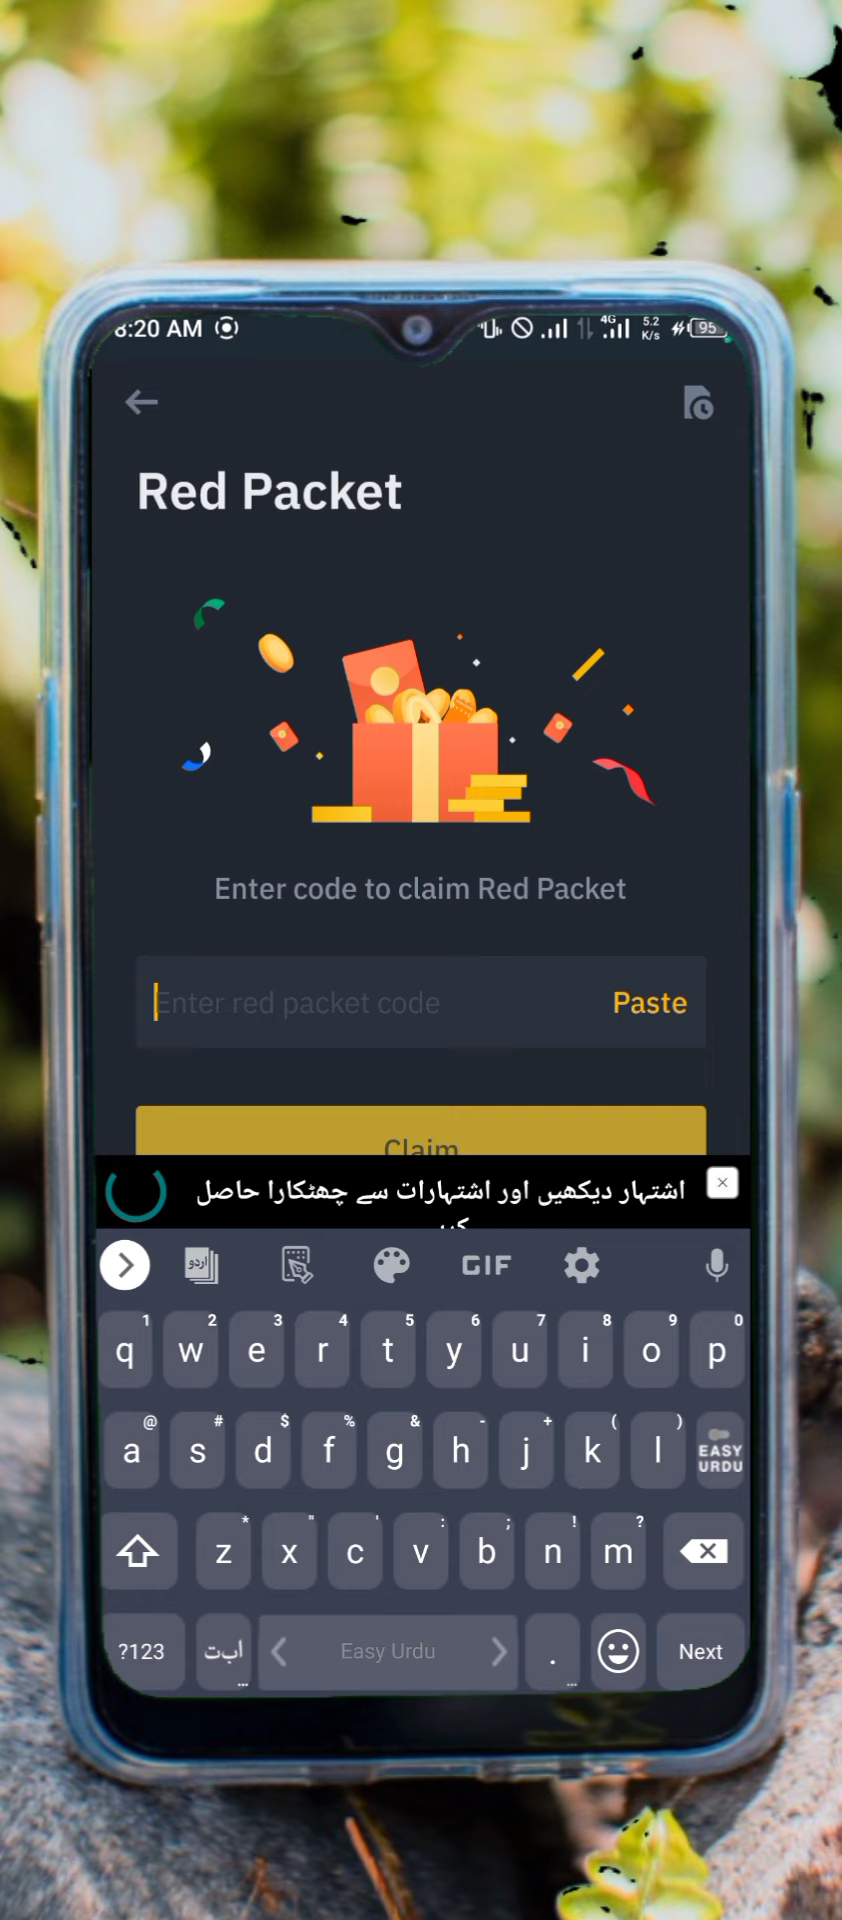 8:20 AM 4G 5.2 K/s 95
Red Packet
Enter code to claim Red Packet
Enter red packet code Paste
Claim
اشتہار دیکھیں اور اشتہارات سے چھٹکارا حاصل
اردو GIF
1 2 3 4 5 6 7 8 9 0
q w e r t y u i o p
@ # $ % & - + ( )
a s d f g h j k l EASY URDU
* " ' : ; ! ?
z x c v b n m
?123 ا ب ت Easy Urdu . Next